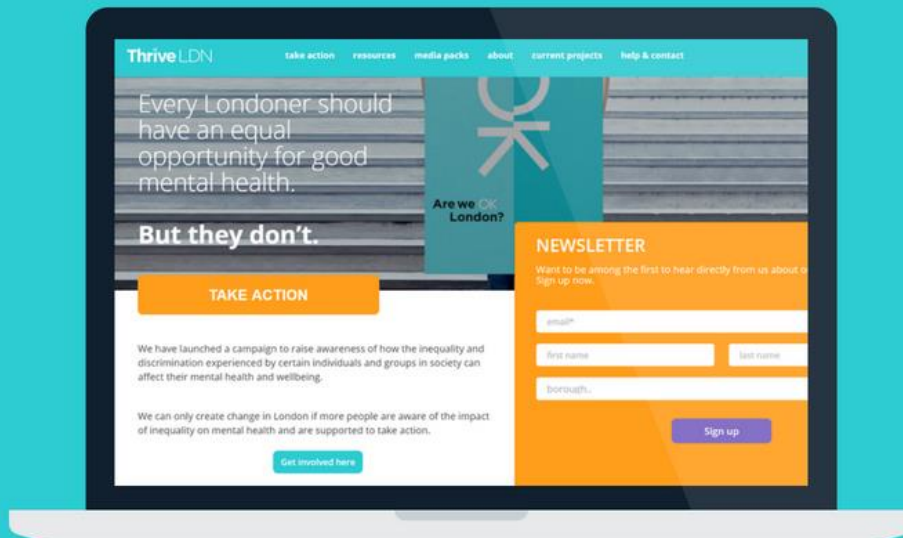 Thrive LDN
take action resources media packs about current projects help & contact
Every Londoner should
have an equal
opportunity for good
mental health.
But they don't.
TAKE ACTION
OK
Are we OK
London?
We have launched a campaign to raise awareness of how the inequality and
discrimination experienced by certain individuals and groups in society can
affect their mental health and wellbeing.
We can only create change in London if more people are aware of the impact
of inequality on mental health and are supported to take action.
Get involved here
NEWSLETTER
Want to be among the first to hear directly from us about
Sign up now.
email*
first name last name
borough..
Sign up